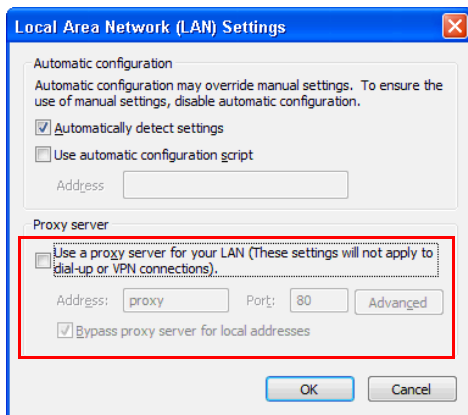 Local Area Network (LAN) Settings
Automatic configuration
Automatic configuration may override manual settings. To ensure the
use of manual settings, disable automatic configuration.
Automatically detect settings
Use automatic configuration script
Address
Proxy server
Use a proxy server for your LAN (These settings will not apply to
dial-up or VPN connections).
Address: proxy Port: 80 Advanced
Bypass proxy server for local addresses
OK Cancel